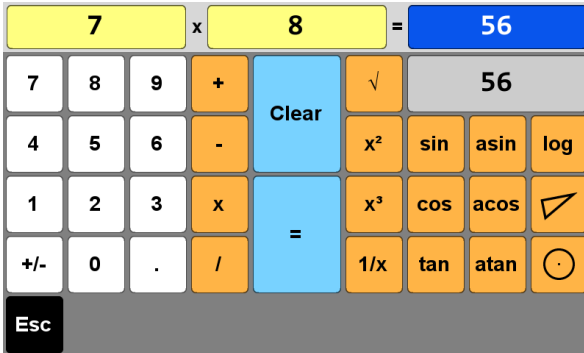 7 x 8 = 56
7 8 9 + Clear √ 56
4 5 6 - x² sin asin log
1 2 3 x = x³ cos acos
+/- 0 . / 1/x tan atan
Esc